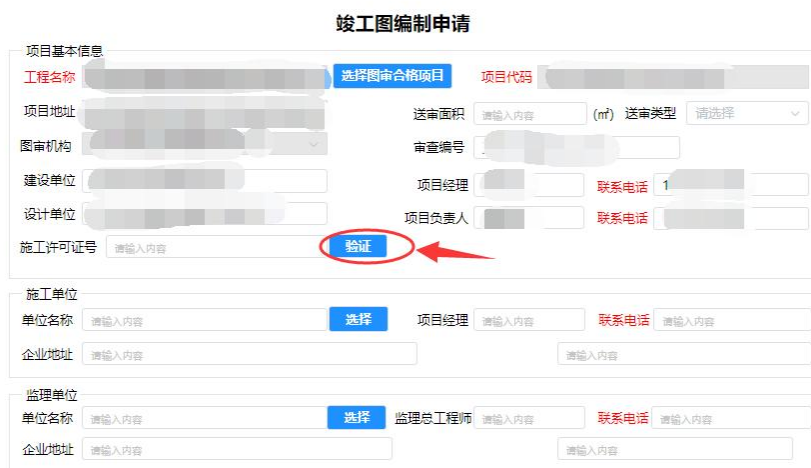 竣工图编制申请
项目基本信息
工程名称 选择图审合格项目 项目代码
项目地址 送审面积 请输入内容 (㎡) 送审类型 请选择
图审机构 审查编号
建设单位 项目经理 联系电话 1
设计单位 项目负责人 联系电话
施工许可证号 请输入内容 验证
施工单位
单位名称 请输入内容 选择 项目经理 请输入内容 联系电话 请输入内容
企业地址 请输入内容 请输入内容
监理单位
单位名称 请输入内容 选择 监理总工程师 请输入内容 联系电话 请输入内容
企业地址 请输入内容 请输入内容